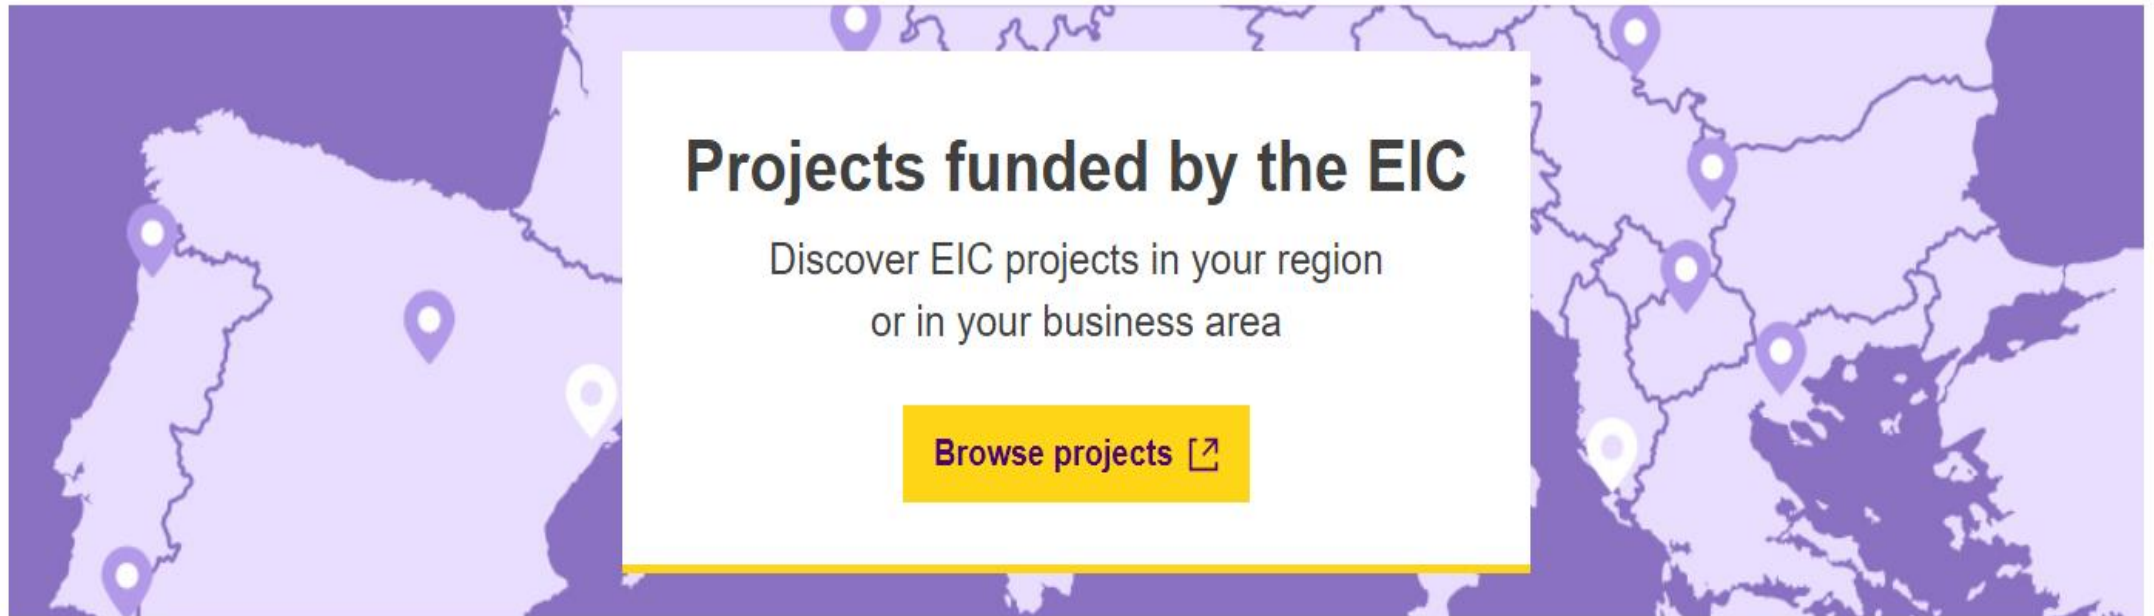 Projects funded by the EIC
Discover EIC projects in your region
or in your business area
Browse projects